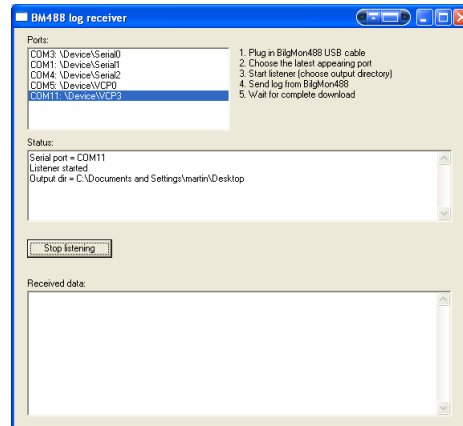 BM488 log receiver
Ports:
COM3: \Device\Serial0
COM1: \Device\Serial1
COM4: \Device\Serial2
COM5: \Device\VCP0
COM11: \Device\VCP3
1. Plug in BilgMon488 USB cable
2. Choose the latest appearing port
3. Start listener (choose output directory)
4. Send log from BilgMon488
5. Wait for complete download
Status:
Serial port = COM11
Listener started
Output dir = C:\Documents and Settings\martin\Desktop
Stop listening
Received data: